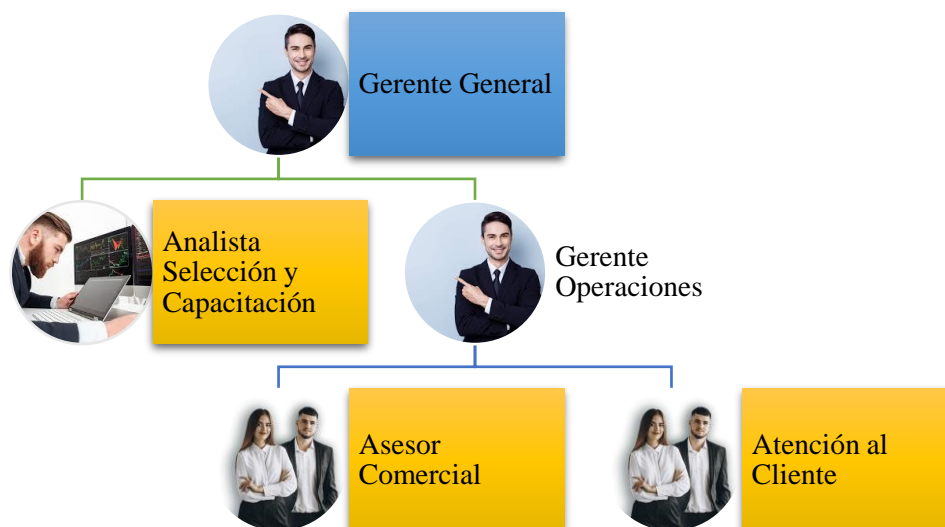 Gerente General
Analista
Selección y
Capacitación
Gerente
Operaciones
Asesor
Comercial
Atención al
Cliente